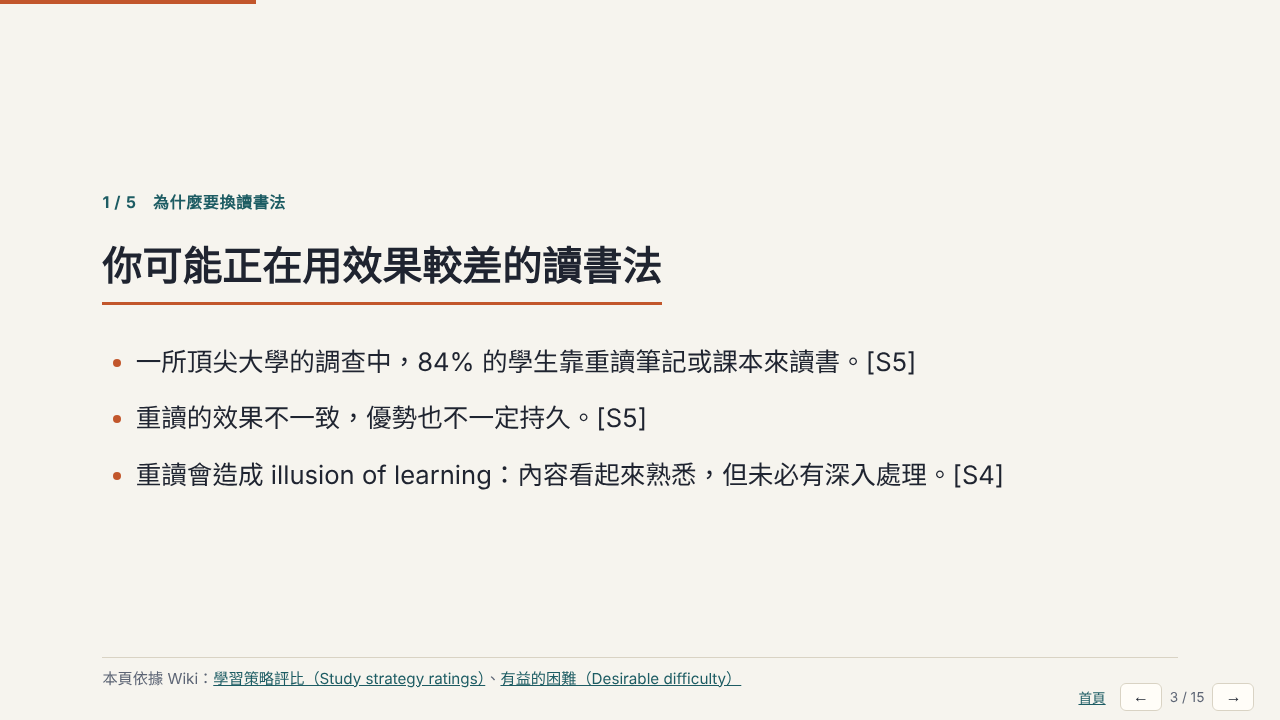 1 / 5 為什麼要換讀書法
你可能正在用效果較差的讀書法
一所頂尖大學的調查中，84% 的學生靠重讀筆記或課本來讀書。[S5]
重讀的效果不一致，優勢也不一定持久。[S5]
重讀會造成 illusion of learning：內容看起來熟悉，但未必有深入處理。[S4]
本頁依據 Wiki：學習策略評比（Study strategy ratings）、有益的困難（Desirable difficulty）
首頁 ← 3 / 15 →